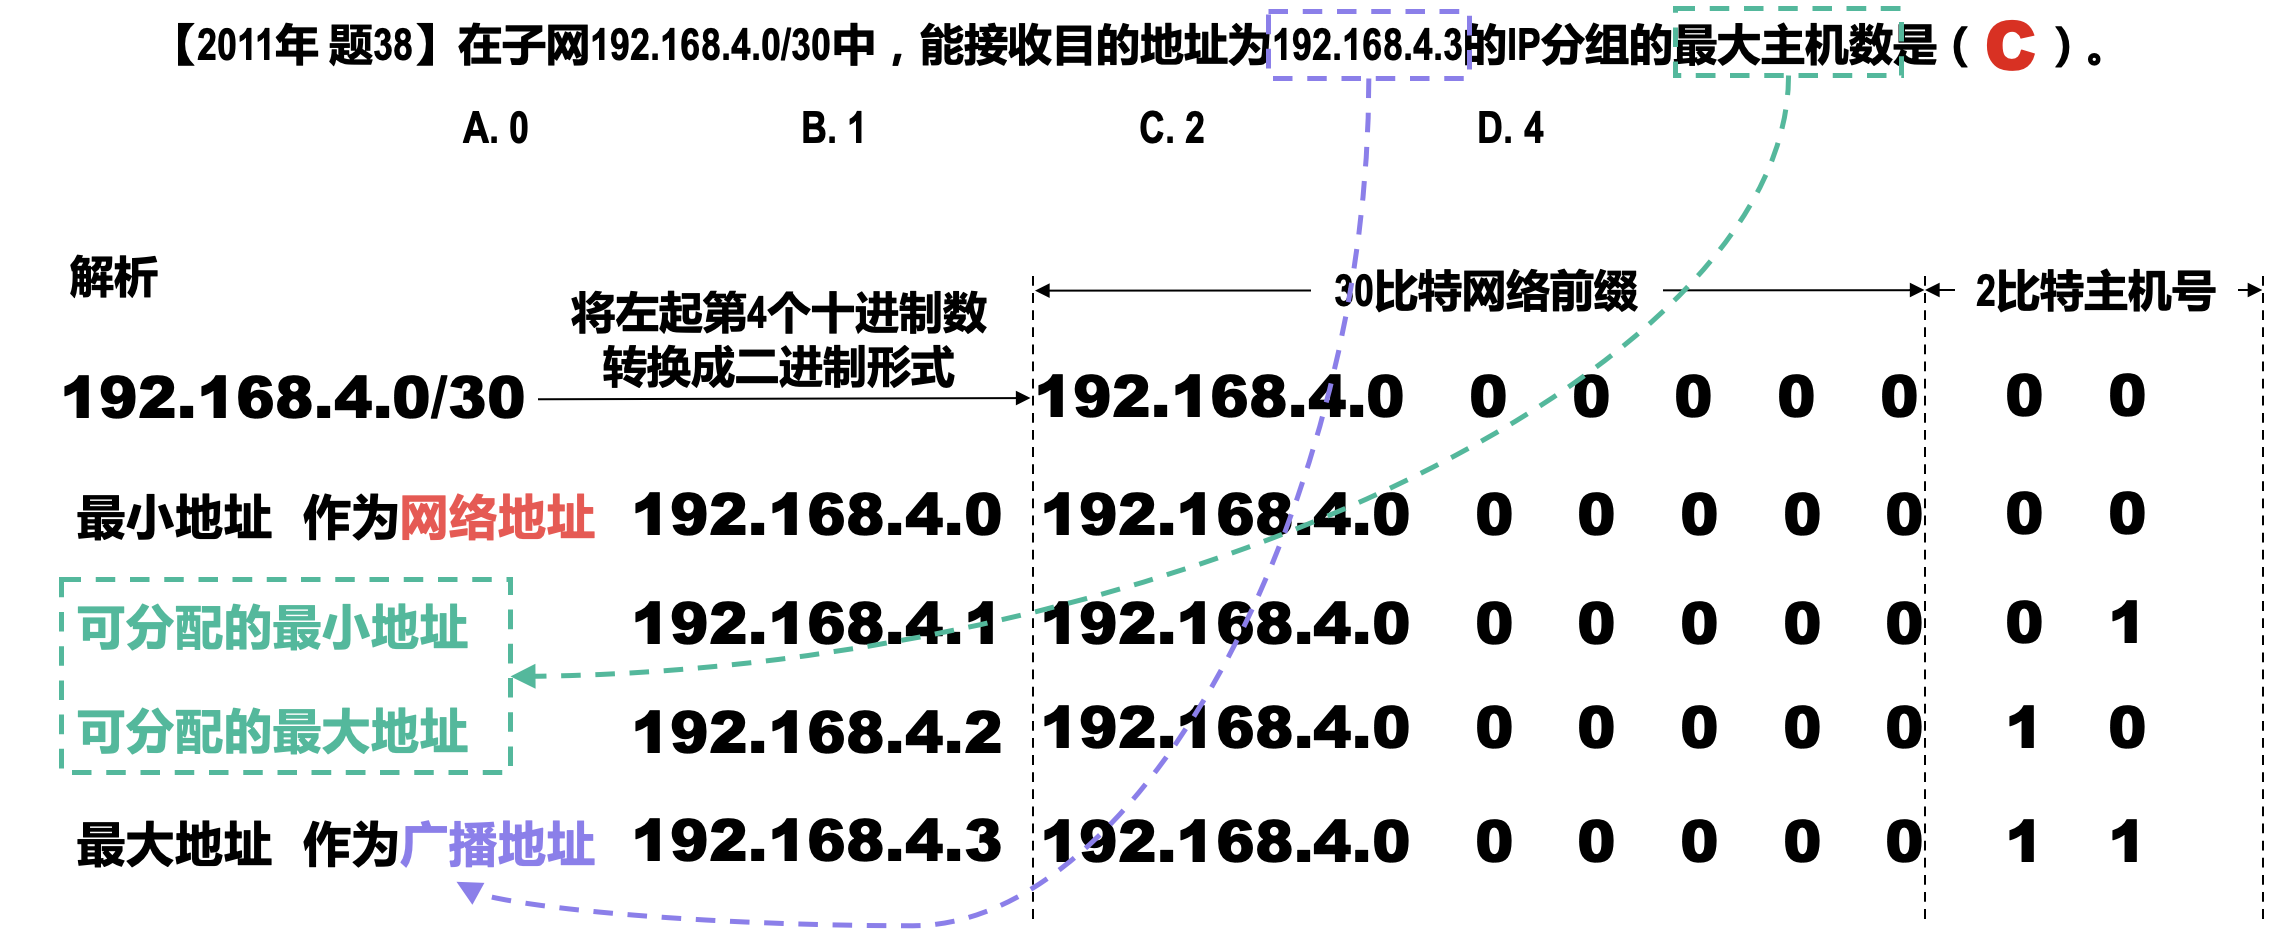 【2011年 题38】在子网192.168.4.0/30中，能接收目的地址为192.168.4.3的IP分组的最大主机数是（ C ）。
A. 0 B. 1 C. 2 D. 4
解析
将左起第4个十进制数
转换成二进制形式
30比特网络前缀 2比特主机号
192.168.4.0/30 192.168.4.0 0 0 0 0 0 0 0
最小地址 作为网络地址 192.168.4.0 192.168.4.0 0 0 0 0 0 0 0
可分配的最小地址 192.168.4.1 192.168.4.0 0 0 0 0 0 0 1
可分配的最大地址 192.168.4.2 192.168.4.0 0 0 0 0 0 1 0
最大地址 作为广播地址 192.168.4.3 192.168.4.0 0 0 0 0 0 1 1